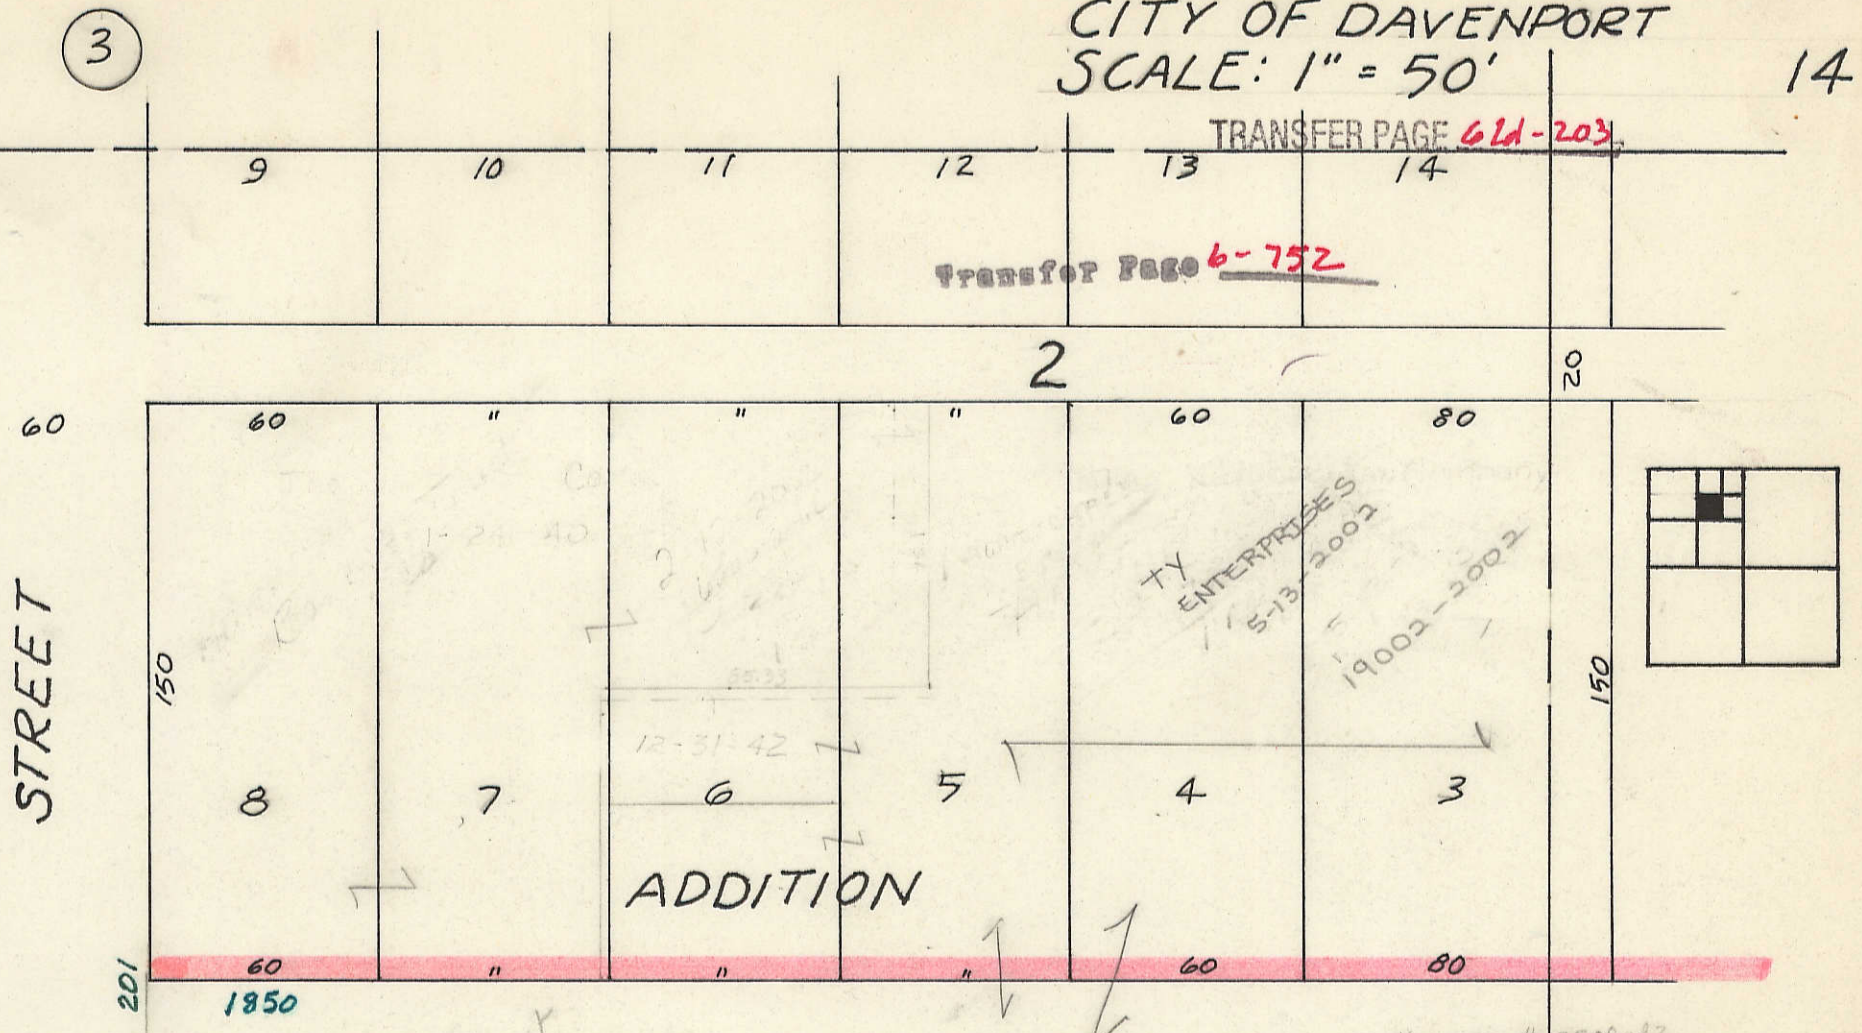 3
CITY OF DAVENPORT
SCALE: 1" = 50'
14
TRANSFER PAGE 62d-203
9 10 11 12 13 14
Transfer Page 6-752
2
20
60
60 " " " 60 80
TY
ENTERPRISES
5-13-2002
19002-2002
STREET
150
150
12-31-42
8 7 6 5 4 3
ADDITION
60 " " " 60 80
201
1850